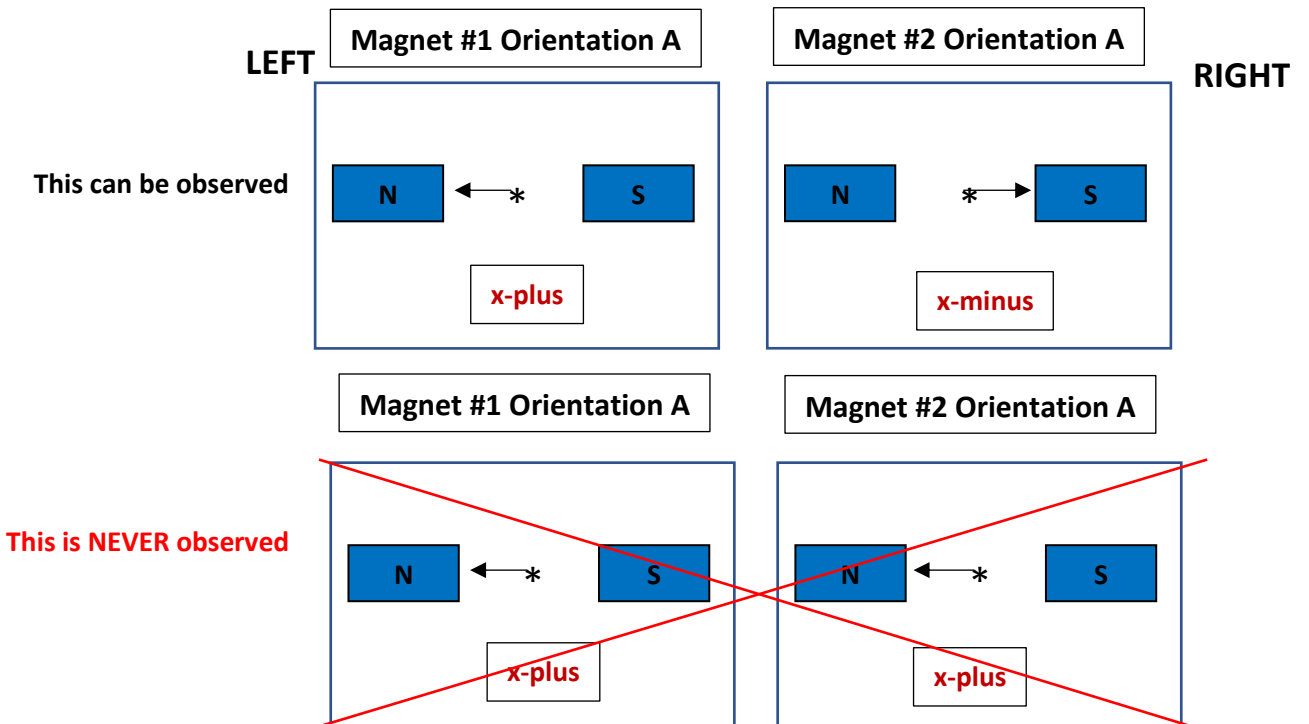 Magnet #1 Orientation A
Magnet #2 Orientation A
LEFT
RIGHT
This can be observed
N
*
S
N
*
S
x-plus
x-minus
Magnet #1 Orientation A
Magnet #2 Orientation A
This is NEVER observed
N
*
S
N
*
S
x-plus
x-plus